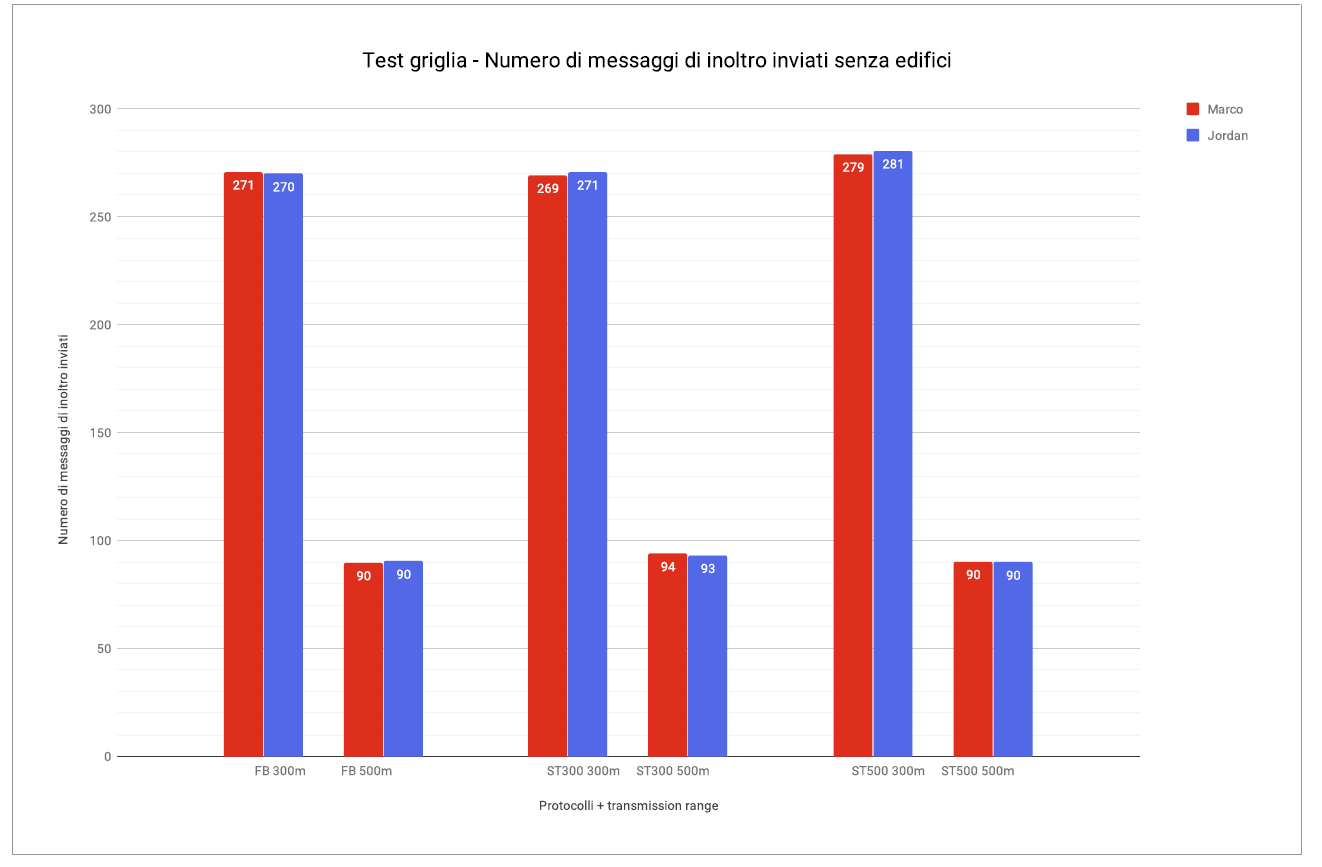 Test griglia - Numero di messaggi di inoltro inviati senza edifici
Marco
Jordan
Numero di messaggi di inoltro inviati
300
250
200
150
100
50
0
271
270
90
90
269
271
94
93
279
281
90
90
FB 300m
FB 500m
ST300 300m
ST300 500m
ST500 300m
ST500 500m
Protocolli + transmission range